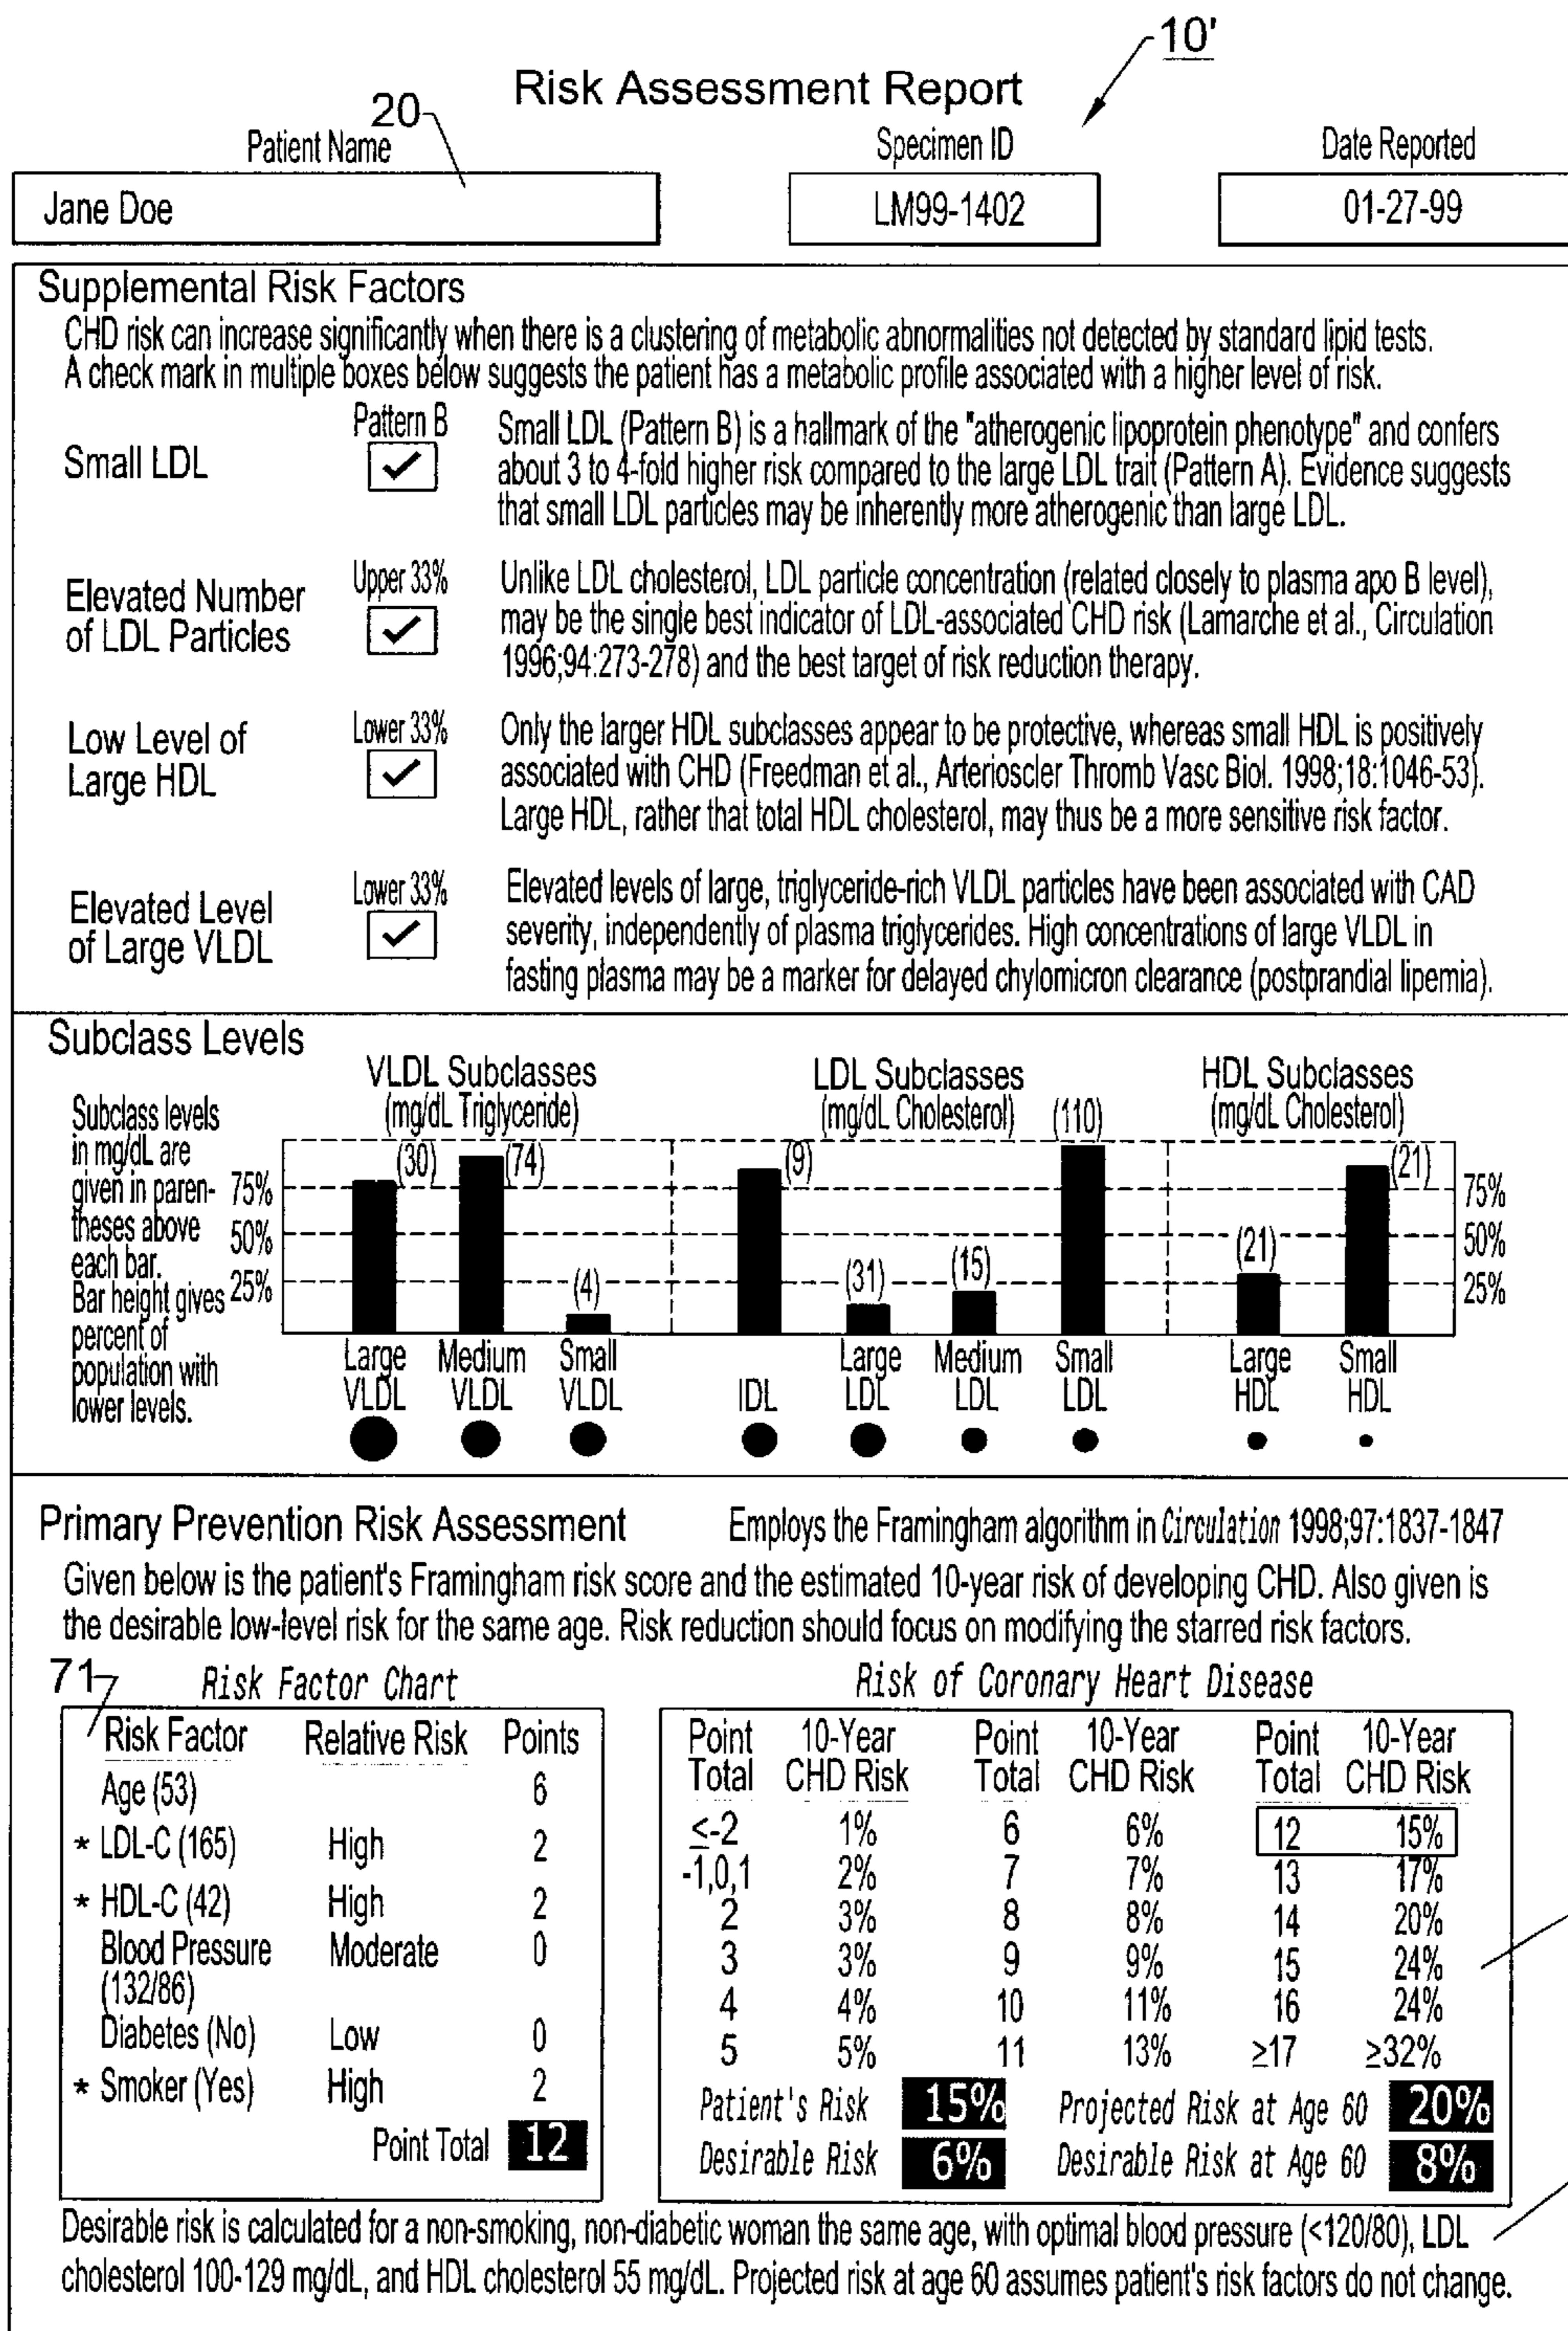 10'
Risk Assessment Report
20
Patient Name
Specimen ID
Date Reported
Jane Doe
LM99-1402
01-27-99
Supplemental Risk Factors
CHD risk can increase significantly when there is a clustering of metabolic abnormalities not detected by standard lipid tests.
A check mark in multiple boxes below suggests the patient has a metabolic profile associated with a higher level of risk.
Small LDL
Pattern B
✓
Small LDL (Pattern B) is a hallmark of the "atherogenic lipoprotein phenotype" and confers
about 3 to 4-fold higher risk compared to the large LDL trait (Pattern A). Evidence suggests
that small LDL particles may be inherently more atherogenic than large LDL.
Elevated Number
of LDL Particles
Upper 33%
✓
Unlike LDL cholesterol, LDL particle concentration (related closely to plasma apo B level),
may be the single best indicator of LDL-associated CHD risk (Lamarche et al., Circulation
1996;94:273-278) and the best target of risk reduction therapy.
Low Level of
Large HDL
Lower 33%
✓
Only the larger HDL subclasses appear to be protective, whereas small HDL is positively
associated with CHD (Freedman et al., Arterioscler Thromb Vasc Biol. 1998;18:1046-53).
Large HDL, rather that total HDL cholesterol, may thus be a more sensitive risk factor.
Elevated Level
of Large VLDL
Lower 33%
✓
Elevated levels of large, triglyceride-rich VLDL particles have been associated with CAD
severity, independently of plasma triglycerides. High concentrations of large VLDL in
fasting plasma may be a marker for delayed chylomicron clearance (postprandial lipemia).
Subclass Levels
Subclass levels
in mg/dL are
given in paren-
theses above
each bar.
Bar height gives
percent of
population with
lower levels.
VLDL Subclasses
(mg/dL Triglyceride)
LDL Subclasses
(mg/dL Cholesterol)
HDL Subclasses
(mg/dL Cholesterol)
75%
50%
25%
(30)
(74)
(4)
(9)
(31)
(15)
(110)
(21)
(21)
75%
50%
25%
Large VLDL
Medium VLDL
Small VLDL
IDL
Large LDL
Medium LDL
Small LDL
Large HDL
Small HDL
Primary Prevention Risk Assessment
Employs the Framingham algorithm in Circulation 1998;97:1837-1847
Given below is the patient's Framingham risk score and the estimated 10-year risk of developing CHD. Also given is
the desirable low-level risk for the same age. Risk reduction should focus on modifying the starred risk factors.
71
Risk Factor Chart
Risk Factor Relative Risk Points
Age (53) 6
* LDL-C (165) High 2
* HDL-C (42) High 2
Blood Pressure Moderate 0
(132/86)
Diabetes (No) Low 0
* Smoker (Yes) High 2
Point Total 12
Risk of Coronary Heart Disease
Point 10-Year Point 10-Year Point 10-Year
Total CHD Risk Total CHD Risk Total CHD Risk
≤-2 1% 6 6% 12 15%
-1,0,1 2% 7 7% 13 17%
2 3% 8 8% 14 20%
3 3% 9 9% 15 24%
4 4% 10 11% 16 24%
5 5% 11 13% ≥17 ≥32%
Patient's Risk 15% Projected Risk at Age 60 20%
Desirable Risk 6% Desirable Risk at Age 60 8%
Desirable risk is calculated for a non-smoking, non-diabetic woman the same age, with optimal blood pressure (<120/80), LDL
cholesterol 100-129 mg/dL, and HDL cholesterol 55 mg/dL. Projected risk at age 60 assumes patient's risk factors do not change.